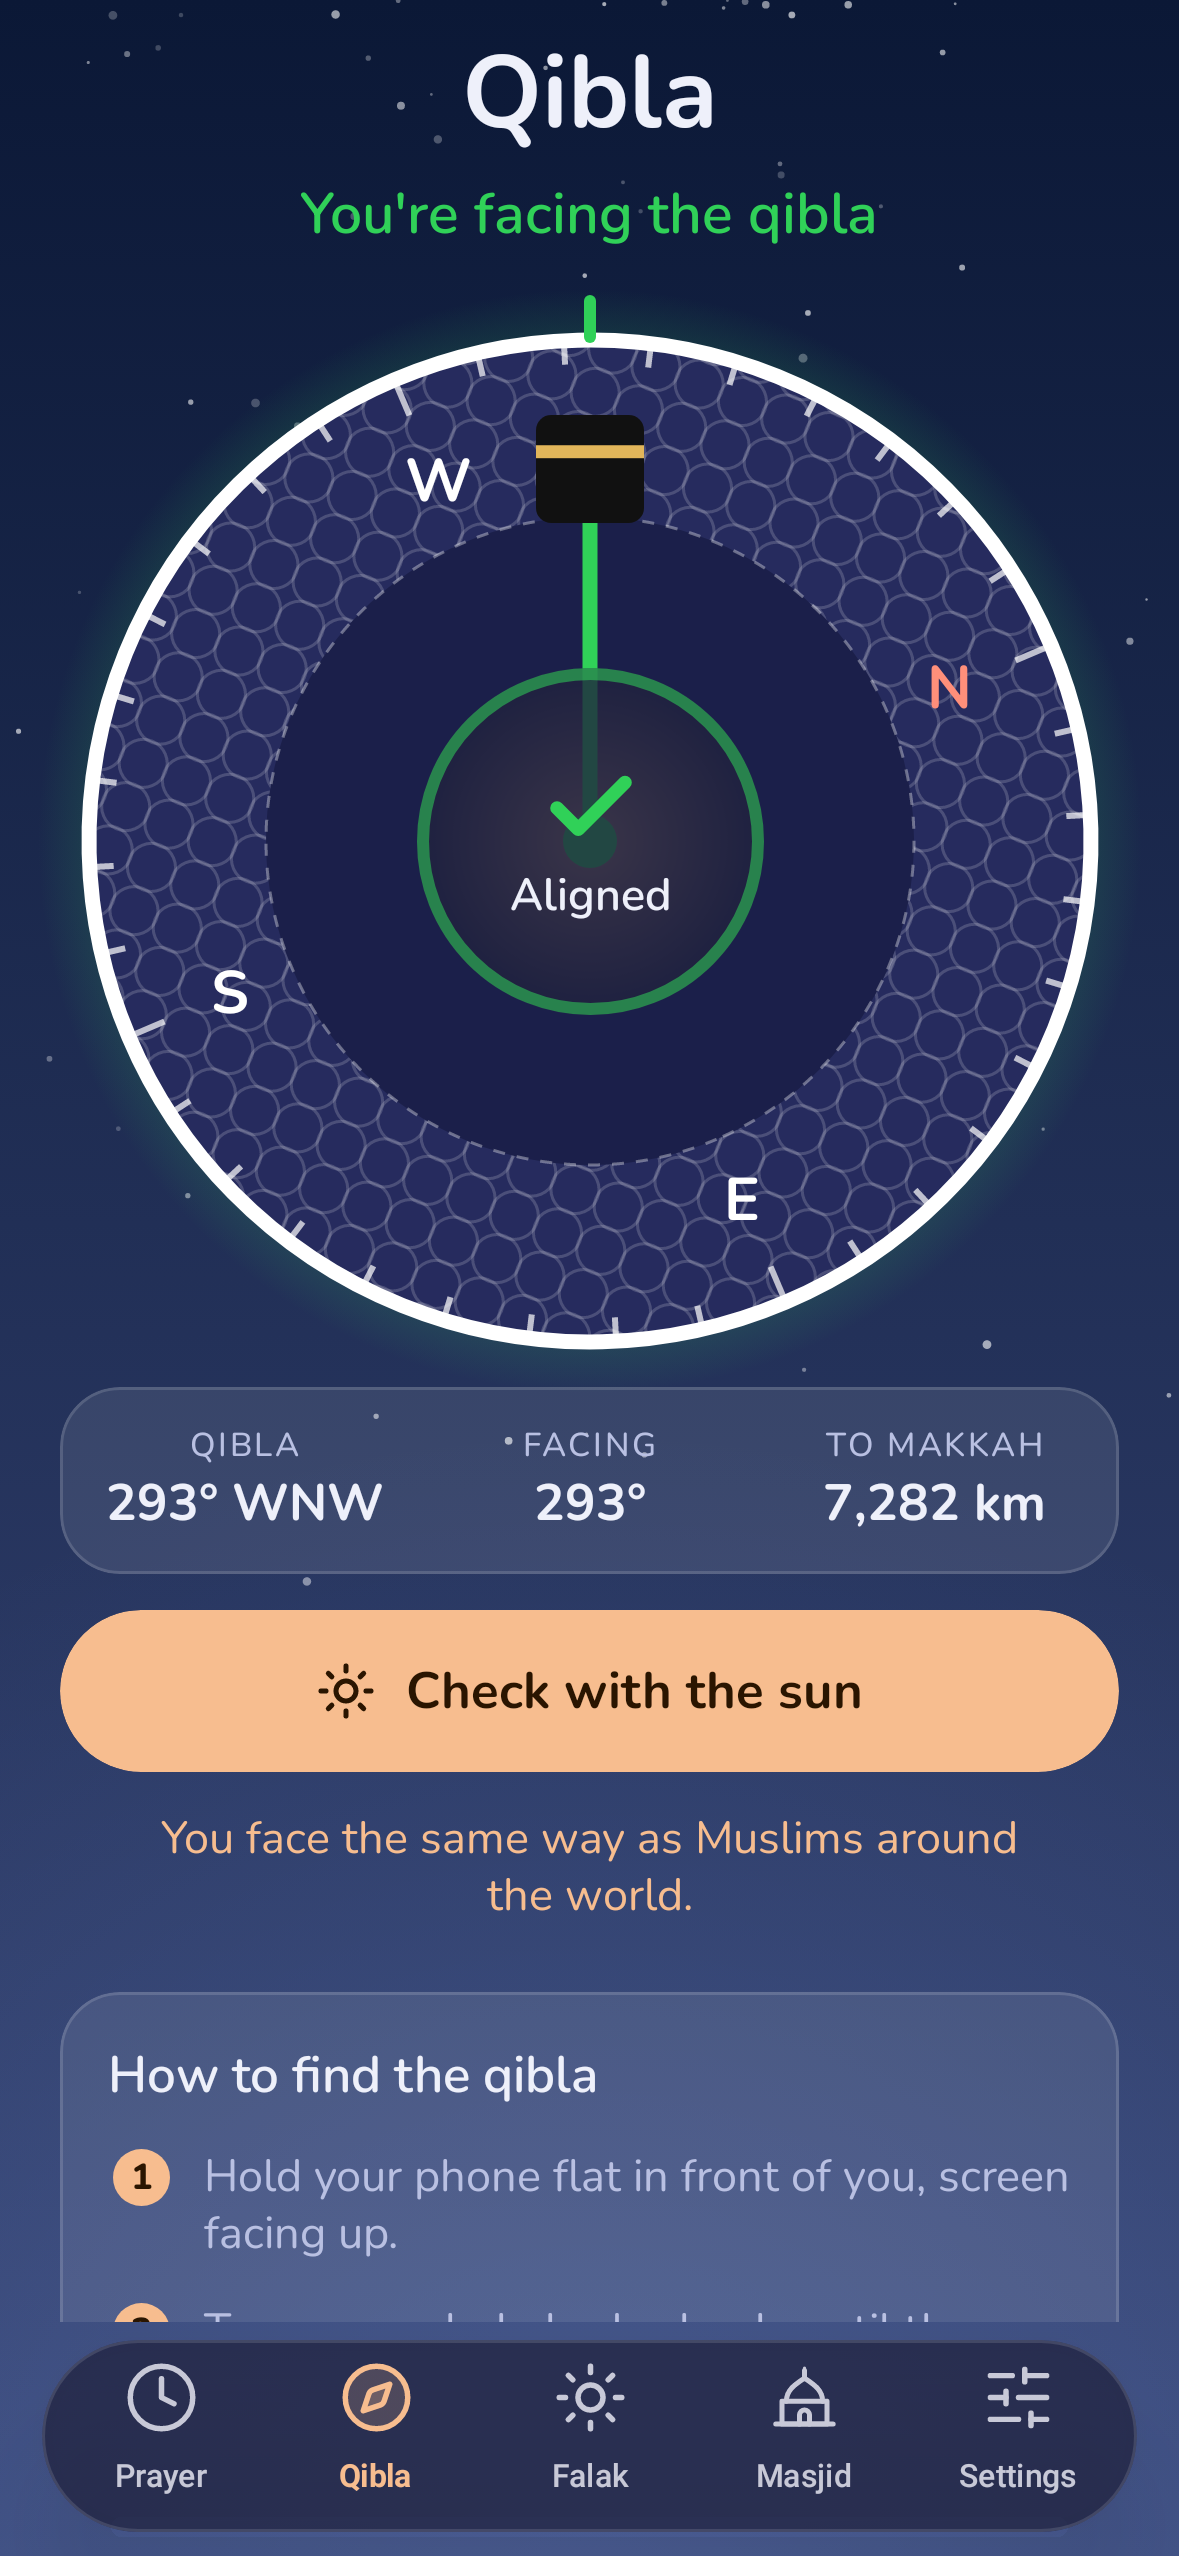 Qibla
You're facing the qibla
W
N
Aligned
S
E
QIBLA FACING TO MAKKAH
293° WNW 293° 7,282 km
Check with the sun
You face the same way as Muslims around
the world.
How to find the qibla
1 Hold your phone flat in front of you, screen
facing up.
Prayer Qibla Falak Masjid Settings